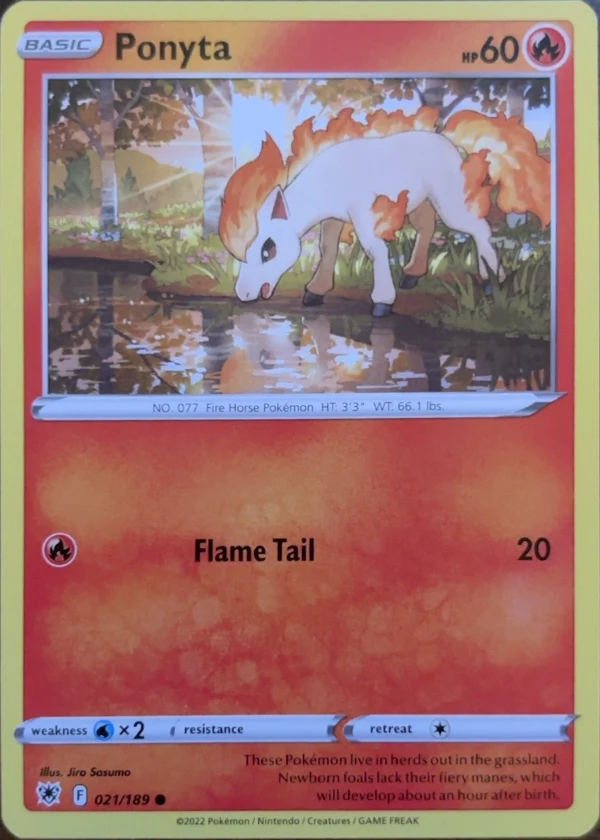 BASIC Ponyta HP 60
NO. 077 Fire Horse Pokémon HT: 3'3" WT: 66.1 lbs.
Flame Tail 20
weakness ×2 resistance retreat
These Pokémon live in herds out in the grassland.
Illus. Jiro Sasumo
Newborn foals lack their fiery manes, which
F 021/189 ●
will develop about an hour after birth.
©2022 Pokémon / Nintendo / Creatures / GAME FREAK